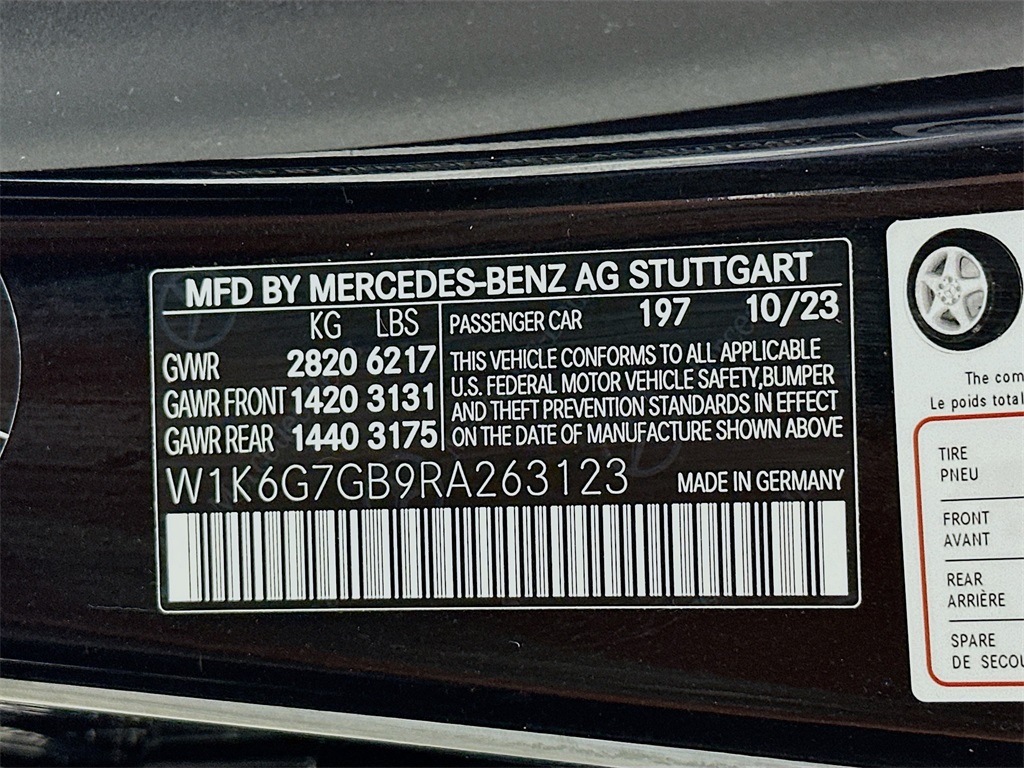 MFD BY MERCEDES-BENZ AG STUTTGART
KG LBS
GVWR 2820 6217
GAWR FRONT 1420 3131
GAWR REAR 1440 3175
PASSENGER CAR 197 10/23
THIS VEHICLE CONFORMS TO ALL APPLICABLE
U.S. FEDERAL MOTOR VEHICLE SAFETY,BUMPER
AND THEFT PREVENTION STANDARDS IN EFFECT
ON THE DATE OF MANUFACTURE SHOWN ABOVE
W1K6G7GB9RA263123
MADE IN GERMANY
The com
Le poids total
TIRE
PNEU
FRONT
AVANT
REAR
ARRIÈRE
SPARE
DE SECOU